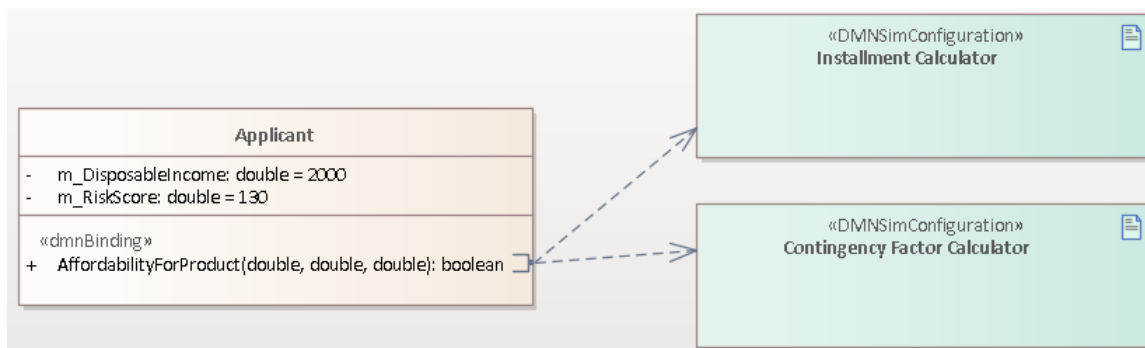 «DMNSimConfiguration»
Installment Calculator
Applicant
- m_DisposableIncome: double = 2000
- m_RiskScore: double = 130
«dmnBinding»
+ AffordabilityForProduct(double, double, double): boolean
«DMNSimConfiguration»
Contingency Factor Calculator